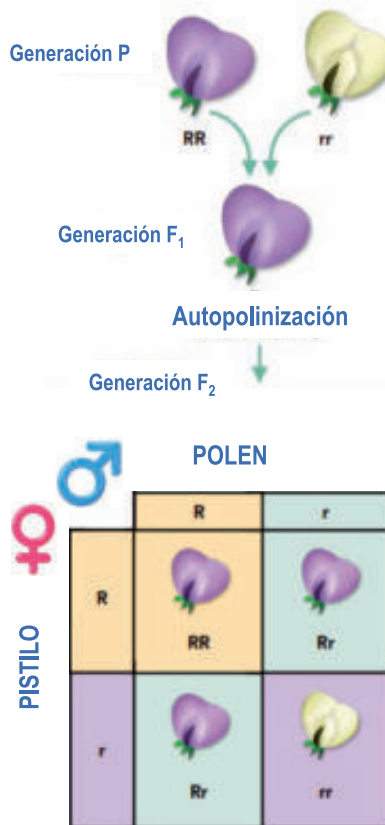 Generación P
RR
rr
Generación F₁
Autopolinización
Generación F₂
POLEN
R
r
PISTILO
R
RR
Rr
r
Rr
rr